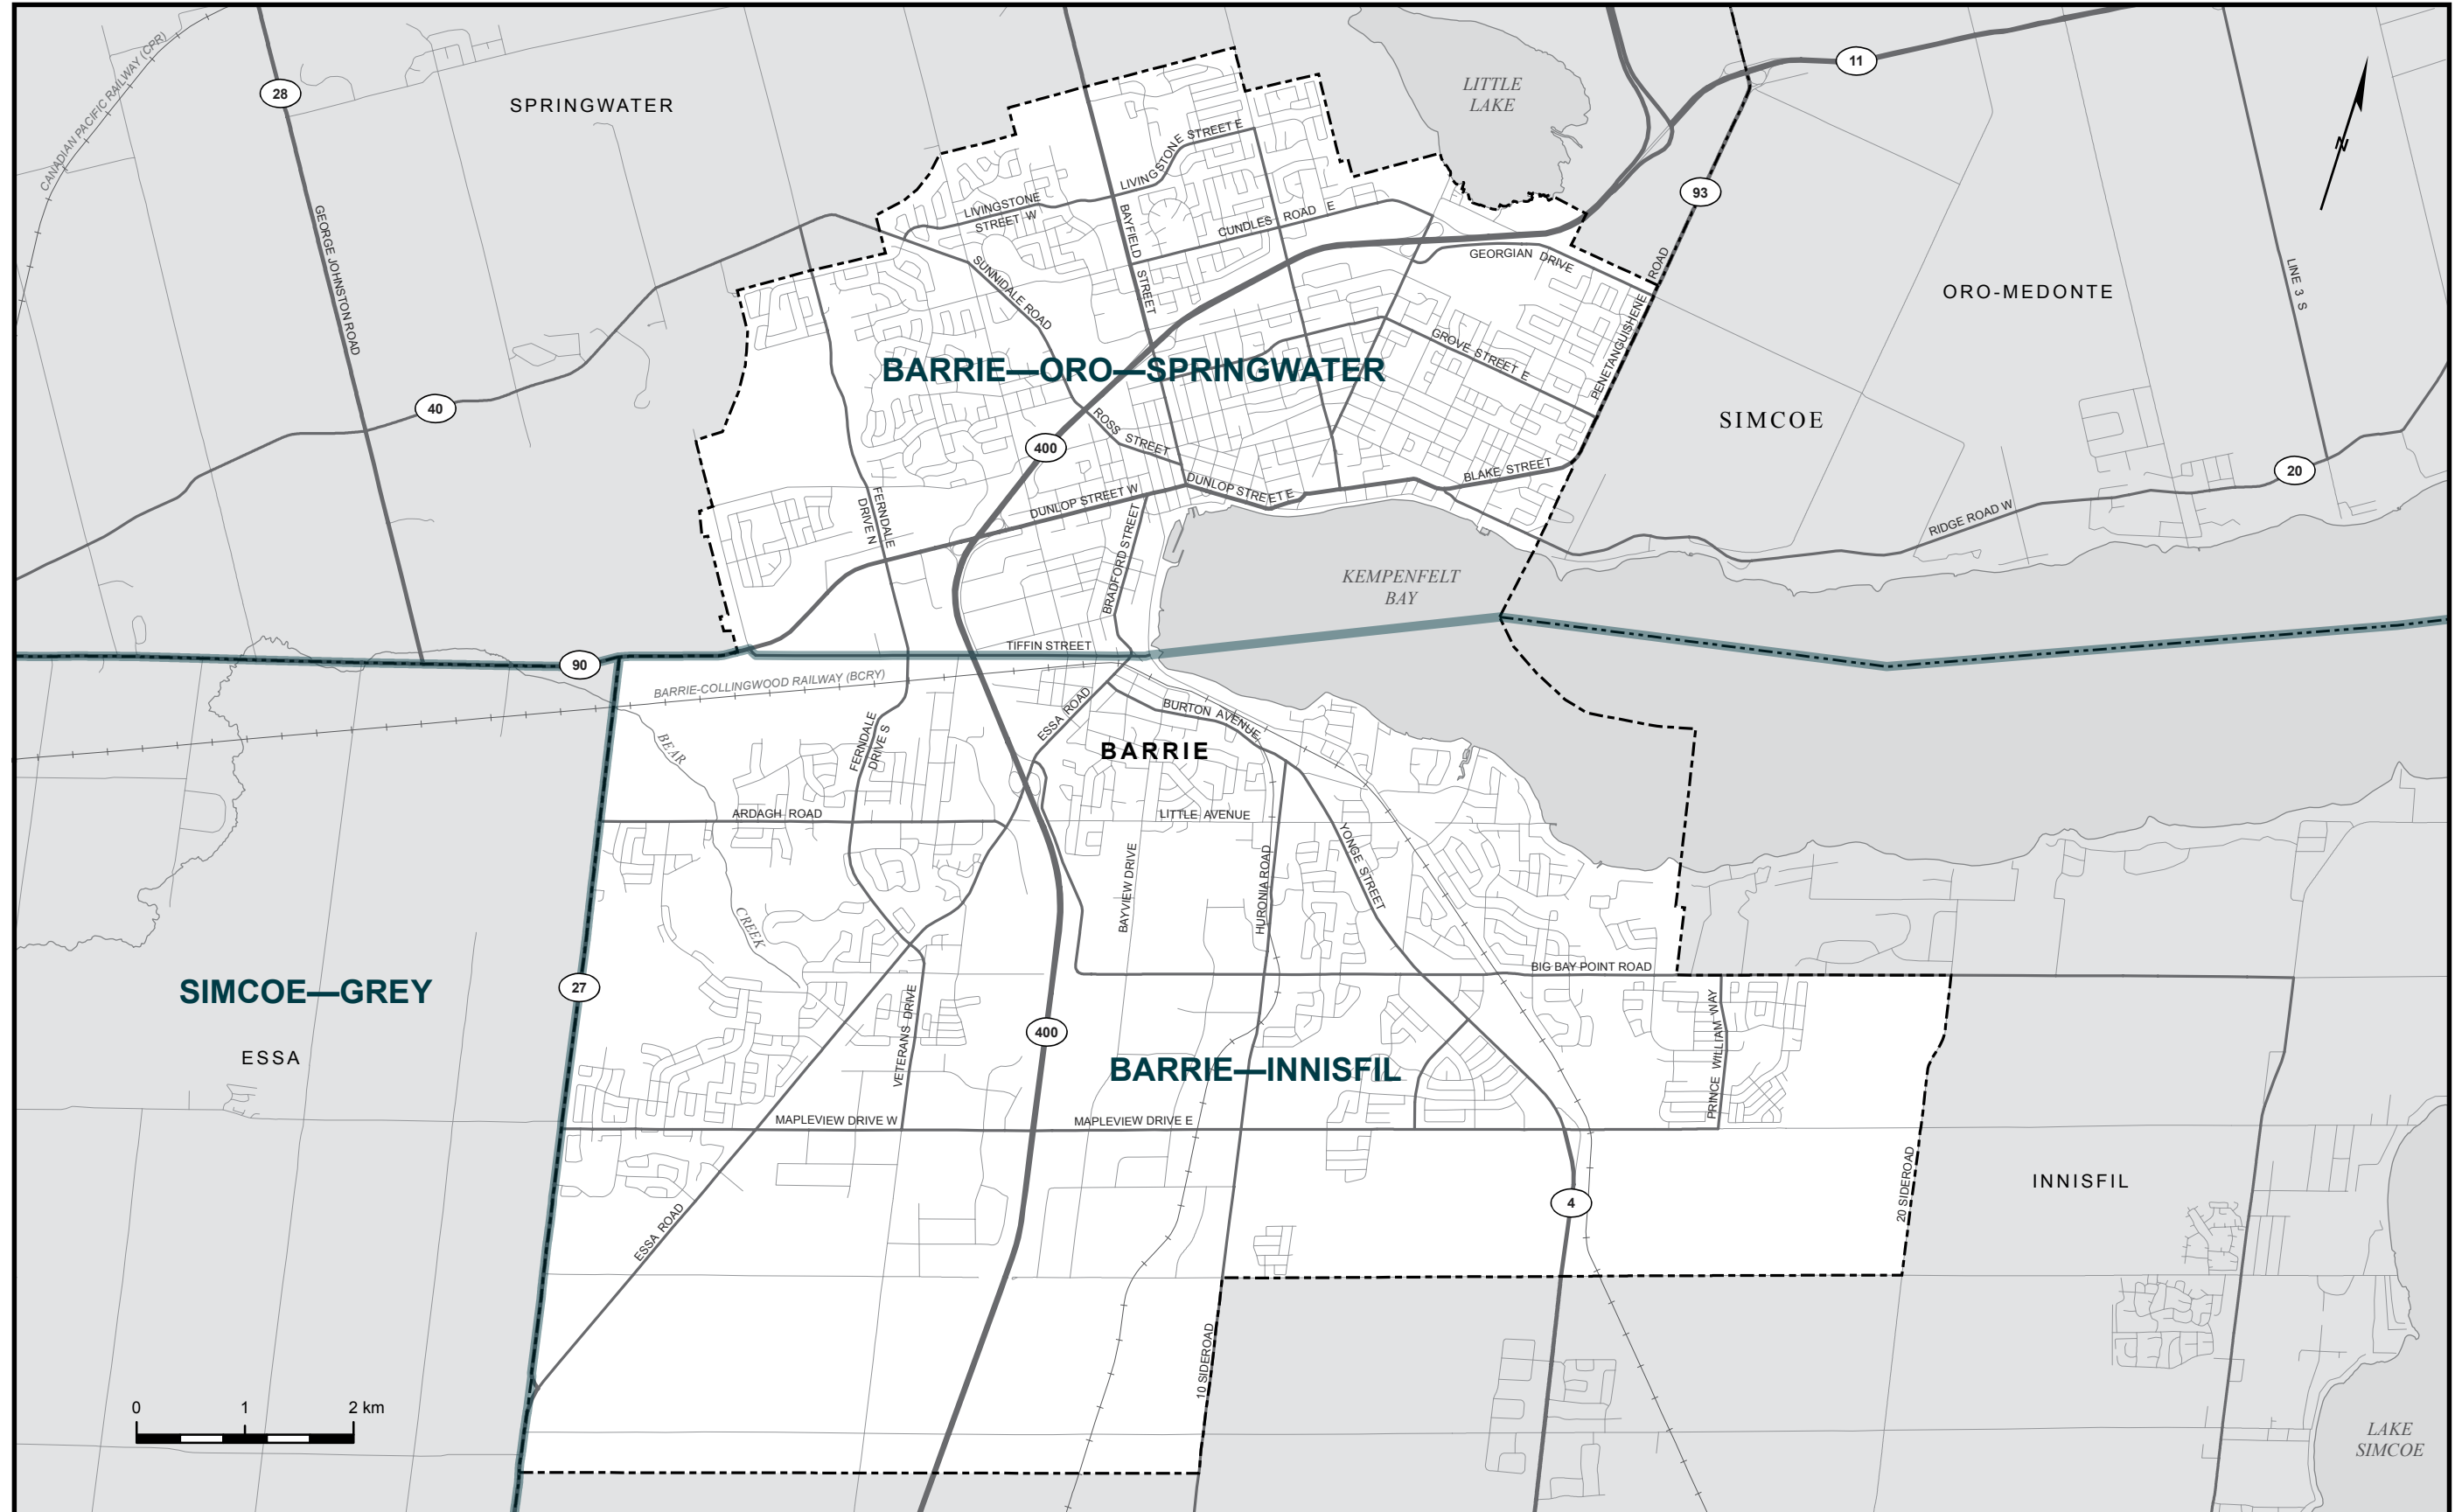 CANADIAN PACIFIC RAILWAY (CPR)
28
SPRINGWATER
LITTLE
LAKE
11
N
GEORGE JOHNSTON ROAD
LIVINGSTONE STREET E
LIVINGSTONE
STREET W
BAYFIELD STREET
CUNDLES ROAD E
93
SUNNIDALE ROAD
GEORGIAN DRIVE
PENETANGUISHENE ROAD
ORO-MEDONTE
LINE 3 S
BARRIE—ORO—SPRINGWATER
GROVE STREET E
40
SIMCOE
ROSS STREET
400
BLAKE STREET
20
DUNLOP STREET W
DUNLOP STREET E
FERNDALE
DRIVE N
RIDGE ROAD W
BRADFORD STREET
KEMPENFELT
BAY
TIFFIN STREET
90
BARRIE-COLLINGWOOD RAILWAY (BCRY)
BEAR
CREEK
ESSA ROAD
BURTON AVENUE
FERNDALE
DRIVE S
BARRIE
ARDAGH ROAD
LITTLE AVENUE
YONGE STREET
BAYVIEW DRIVE
HURONIA ROAD
BIG BAY POINT ROAD
SIMCOE—GREY
27
VETERANS DRIVE
PRINCE WILLIAM WAY
400
ESSA
BARRIE—INNISFIL
MAPLEVIEW DRIVE W
MAPLEVIEW DRIVE E
20 SIDEROAD
INNISFIL
4
ESSA ROAD
10 SIDEROAD
0 1 2 km
LAKE
SIMCOE